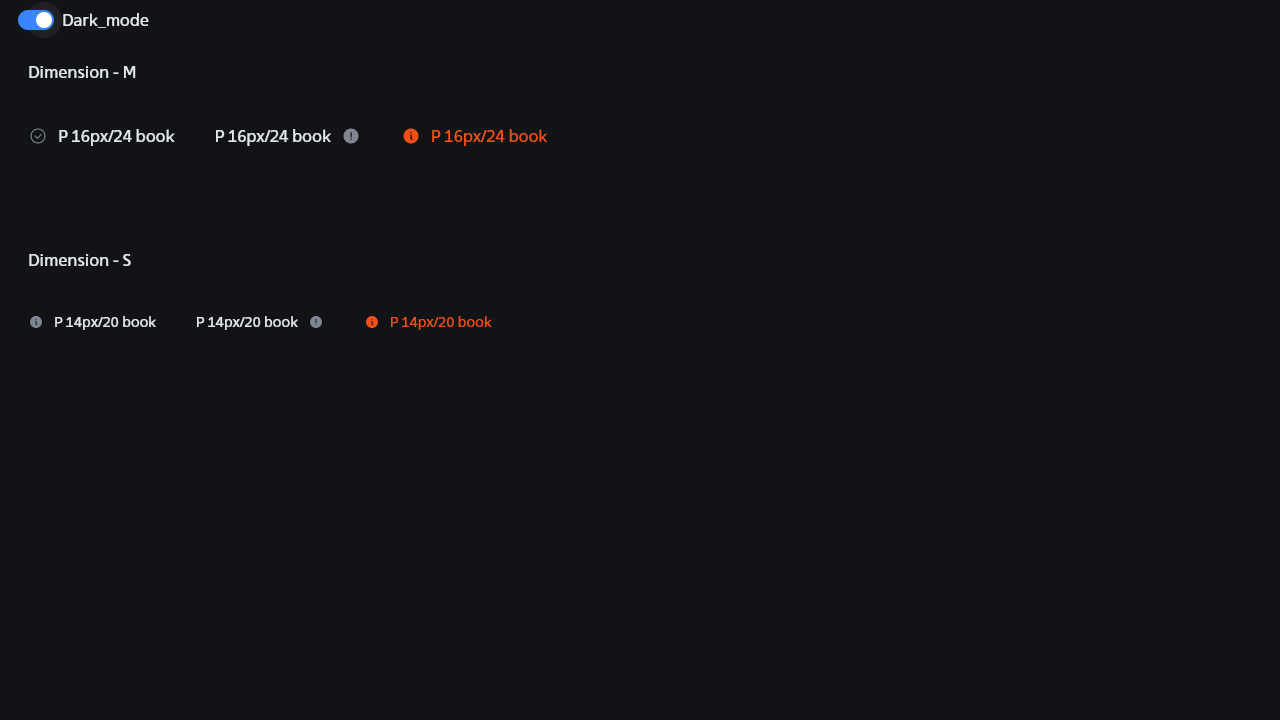 Dark_mode
Dimension - M
P 16px/24 book P 16px/24 book P 16px/24 book
Dimension - S
P 14px/20 book P 14px/20 book P 14px/20 book